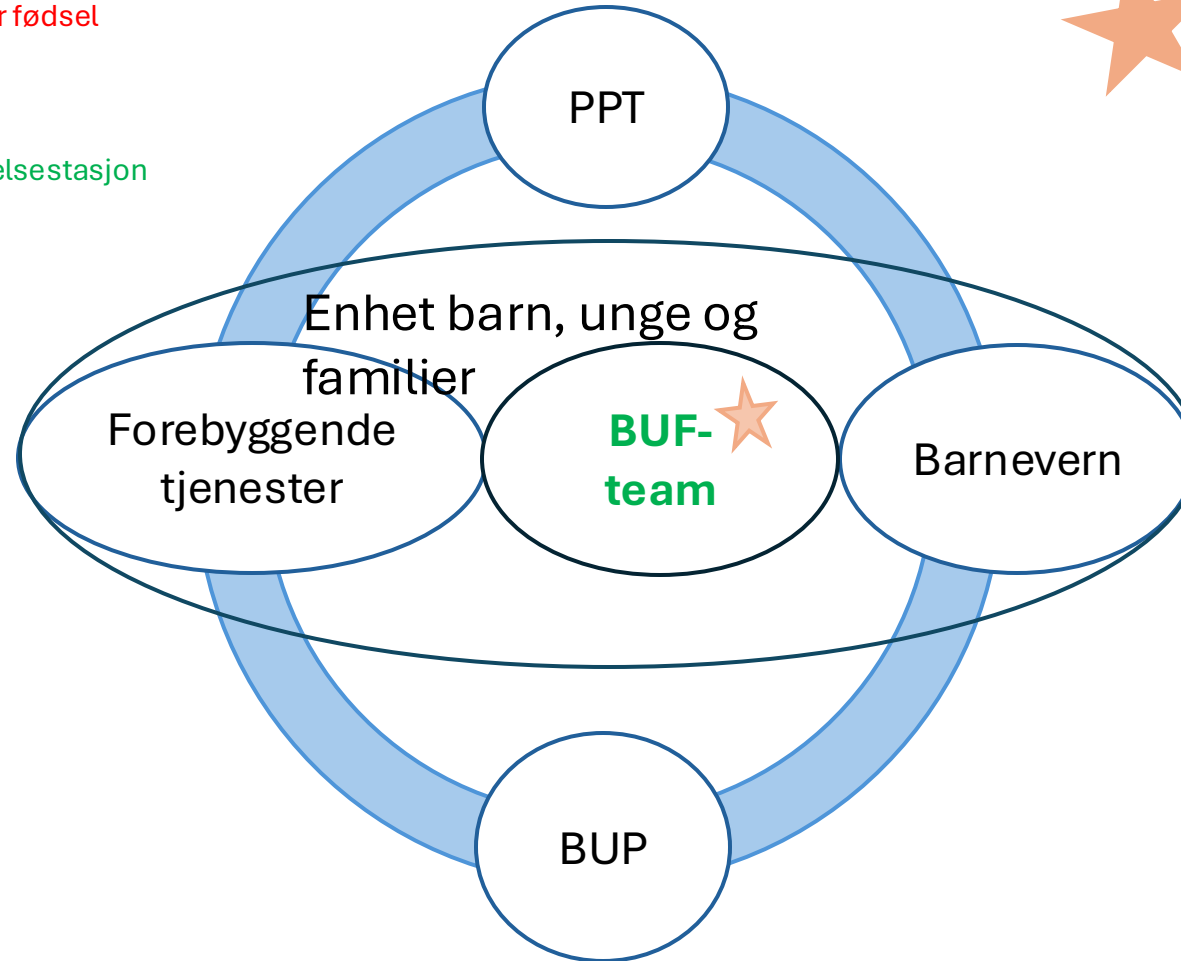 r fødsel
PPT
elsestasjon
Enhet barn, unge og
familier
Forebyggende
tjenester
BUF-
team
Barnevern
BUP